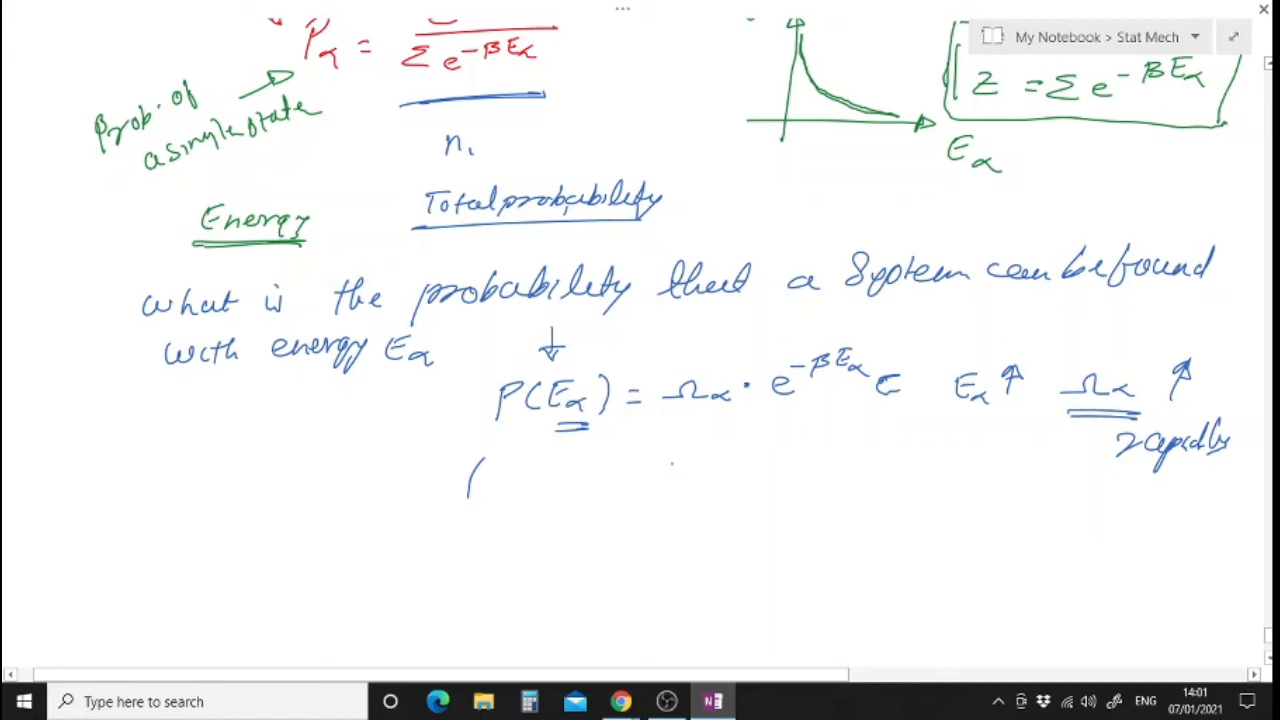 My Notebook > Stat Mech
Pα =
Σ e^-βEα
Z = Σ e^-βEα
Prob. of
a single state
Eα
n,
Total probability
Energy
what is the probability that a System can be found
with energy Eα
P(Eα) = Ωα · e^-βEα Eα ↑ Ωα ↑
rapidly
(
Type here to search
ENG
14:01
07/01/2021